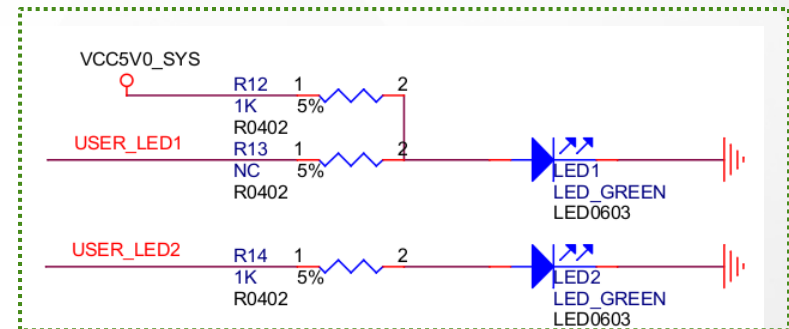 VCC5V0_SYS
R12 1 2
1K 5%
R0402
USER_LED1
R13 1 2
NC 5%
R0402
LED1
LED_GREEN
LED0603
USER_LED2
R14 1 2
1K 5%
R0402
LED2
LED_GREEN
LED0603